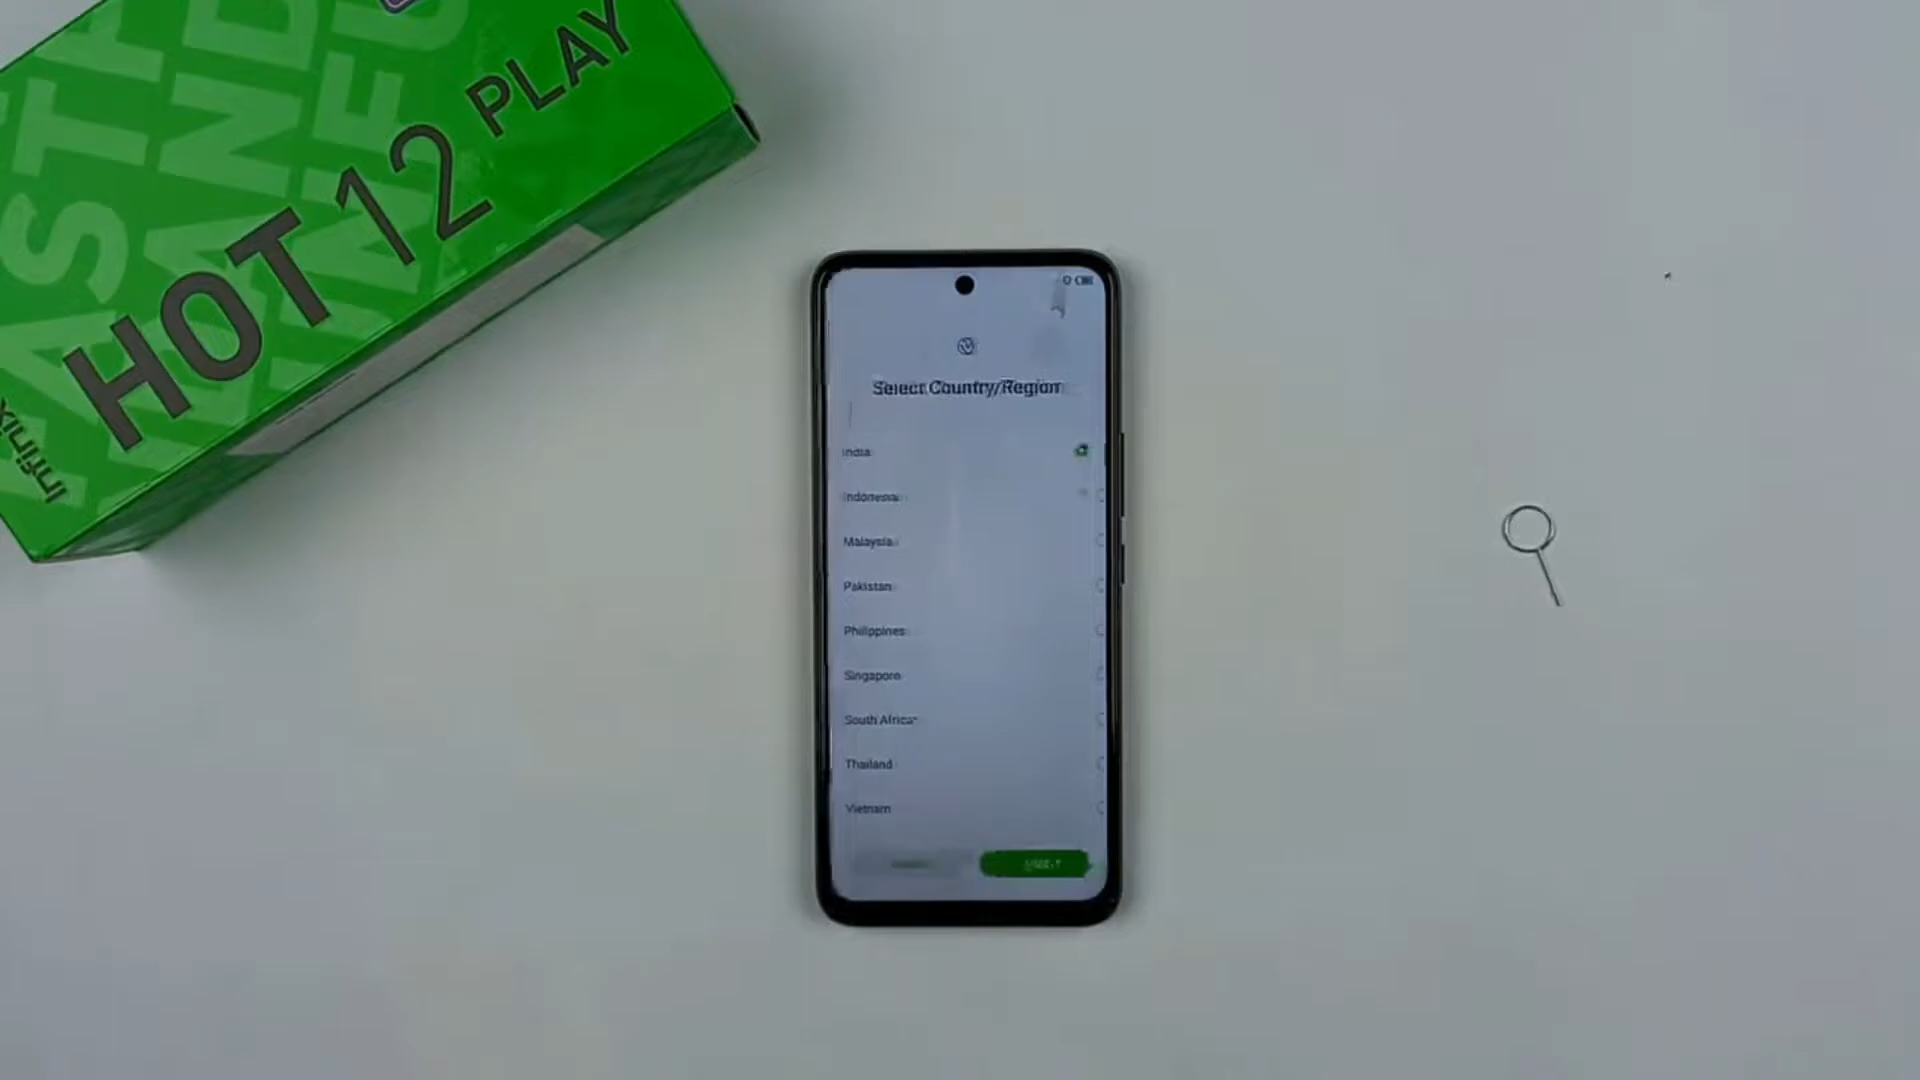 HOT 12 PLAY
Infinix
Select Country/Region
India
Indonesia
Malaysia
Pakistan
Philippines
Singapore
South Africa
Thailand
Vietnam